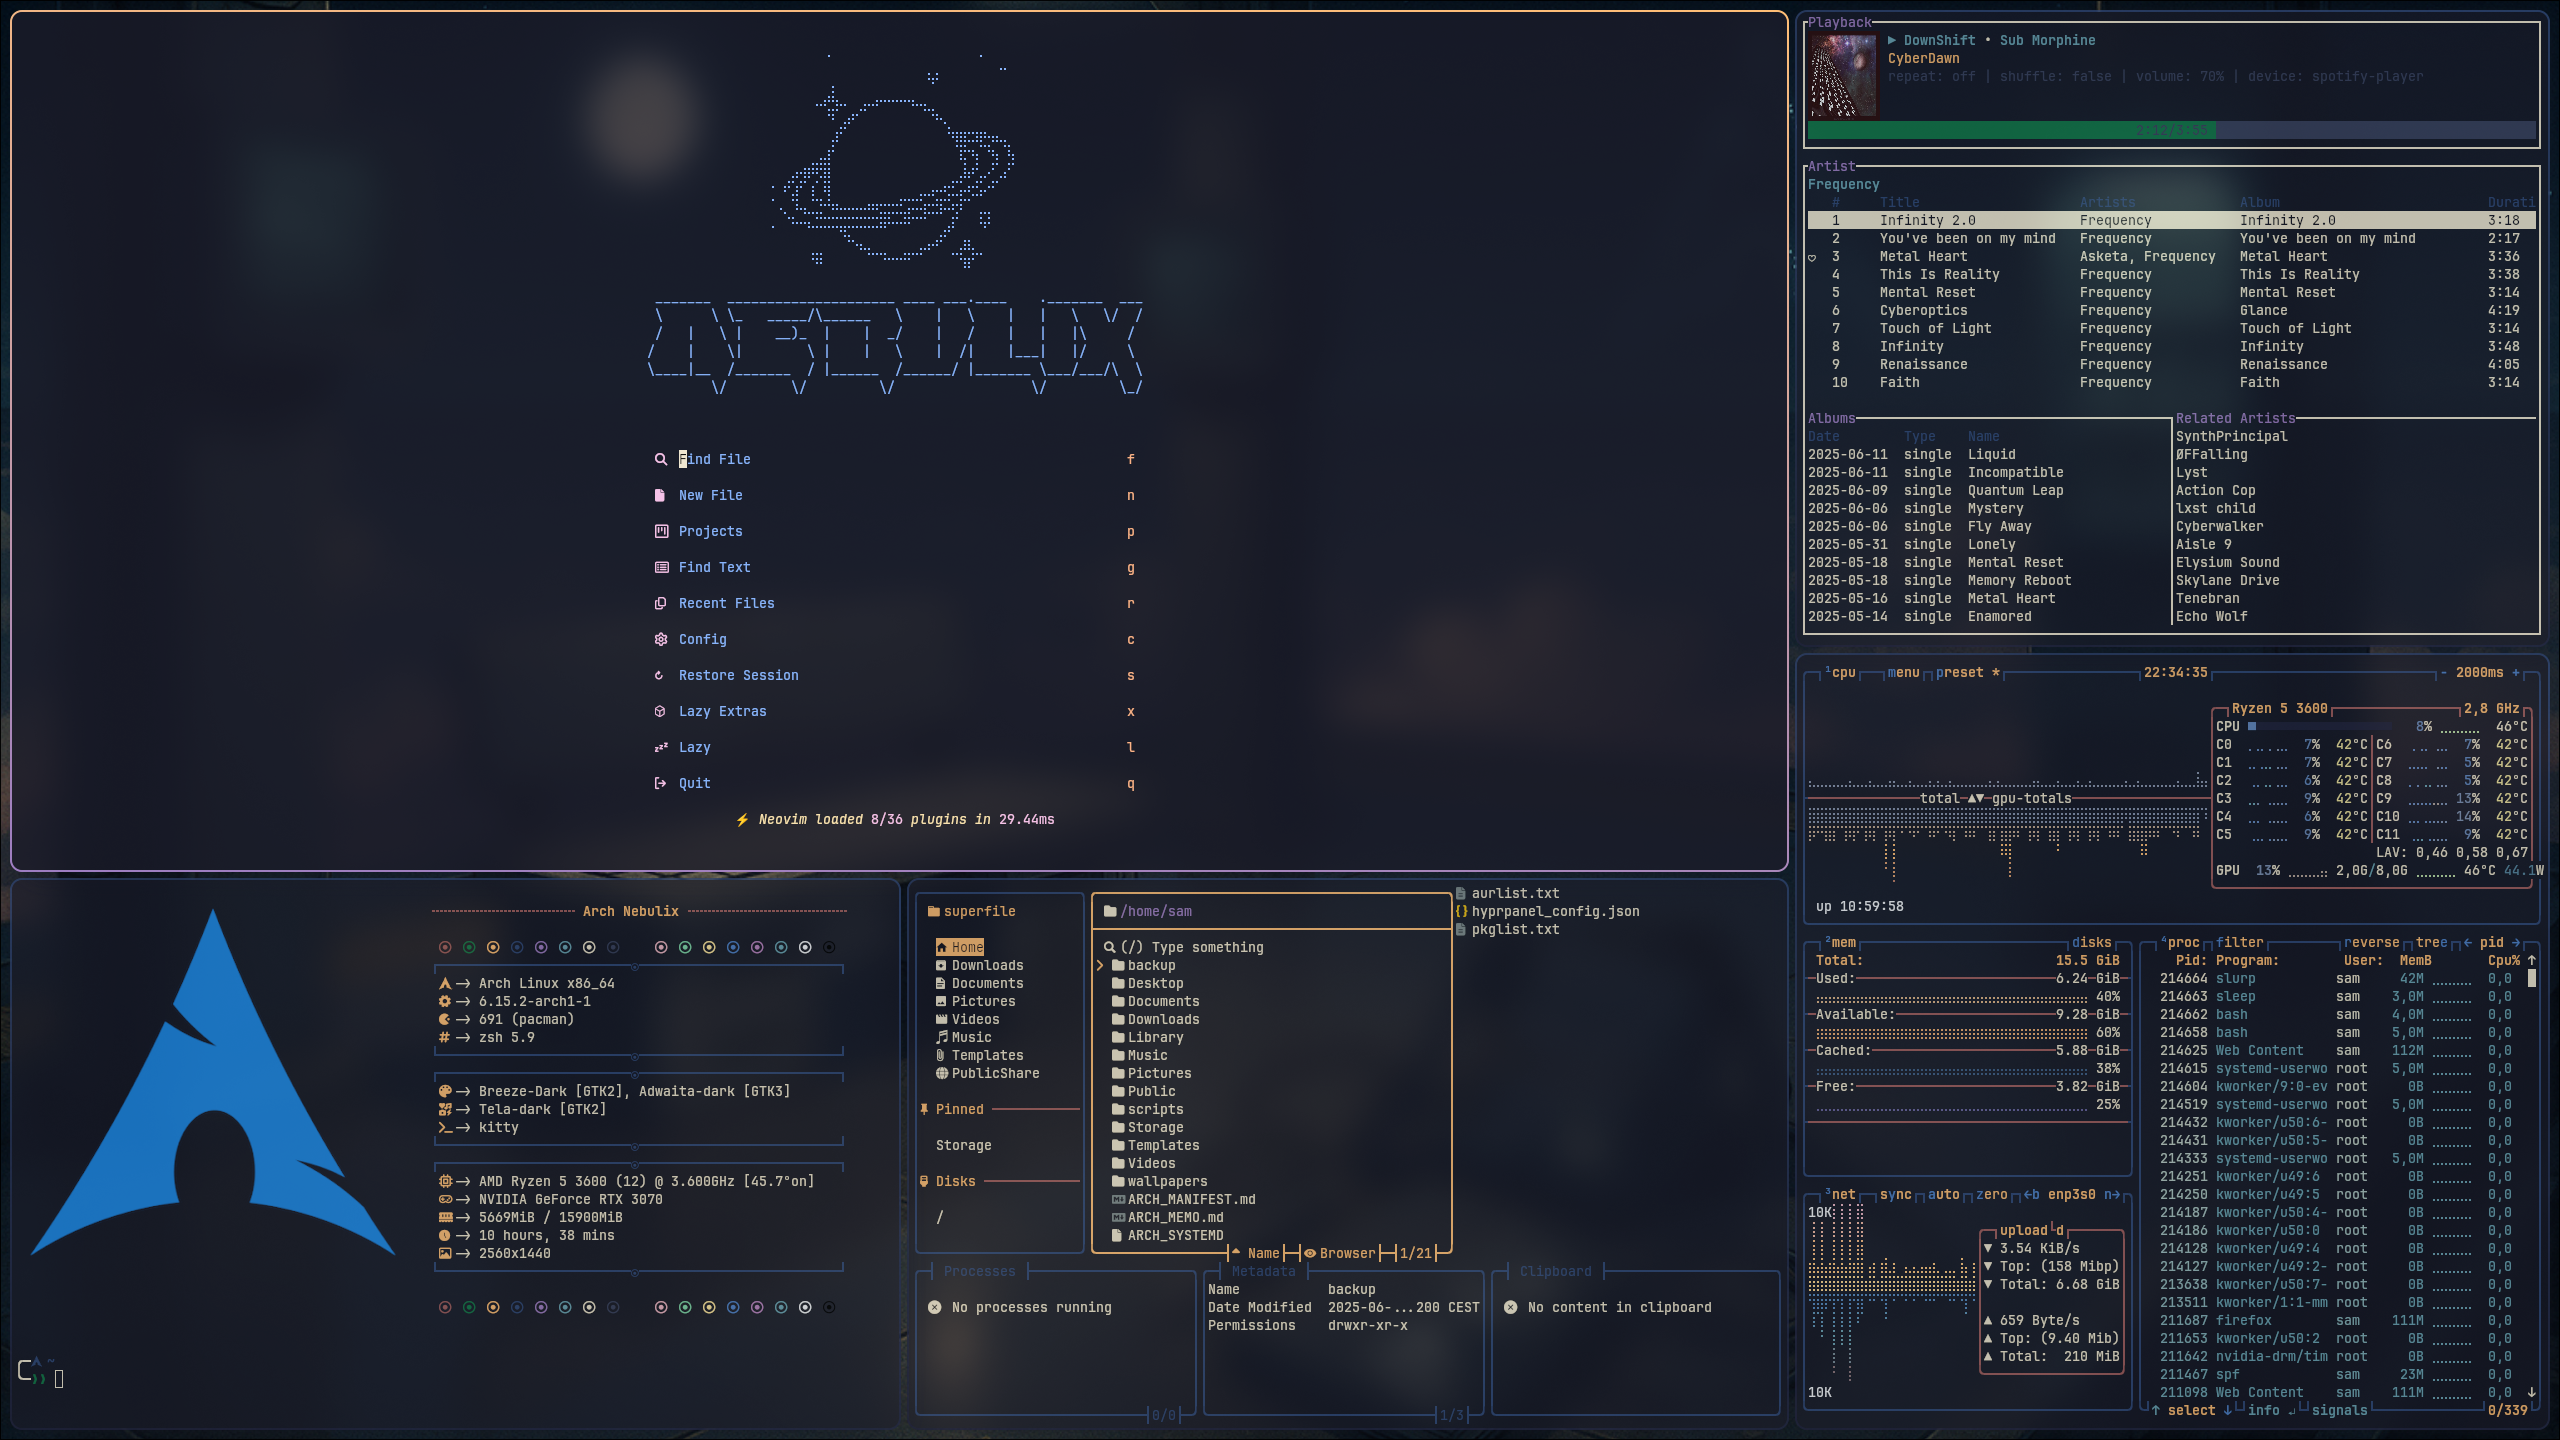 NEBULIX
Find File f
New File n
Projects p
Find Text g
Recent Files r
Config c
Restore Session s
Lazy Extras x
Lazy l
Quit q
⚡ Neovim loaded 8/36 plugins in 29.44ms
Playback
▶ DownShift • Sub Morphine
CyberDawn
repeat: off | shuffle: false | volume: 70% | device: spotify-player
2:12/3:55
Artist
Frequency
# Title Artists Album Durati
1 Infinity 2.0 Frequency Infinity 2.0 3:18
2 You've been on my mind Frequency You've been on my mind 2:17
♡ 3 Metal Heart Asketa, Frequency Metal Heart 3:36
4 This Is Reality Frequency This Is Reality 3:38
5 Mental Reset Frequency Mental Reset 3:14
6 Cyberoptics Frequency Glance 4:19
7 Touch of Light Frequency Touch of Light 3:14
8 Infinity Frequency Infinity 3:48
9 Renaissance Frequency Renaissance 4:05
10 Faith Frequency Faith 3:14
Albums
Date Type Name
2025-06-11 single Liquid
2025-06-11 single Incompatible
2025-06-09 single Quantum Leap
2025-06-06 single Mystery
2025-06-06 single Fly Away
2025-05-31 single Lonely
2025-05-18 single Mental Reset
2025-05-18 single Memory Reboot
2025-05-16 single Metal Heart
2025-05-14 single Enamored
Related Artists
SynthPrincipal
ØFFalling
Lyst
Action Cop
lxst child
Cyberwalker
Aisle 9
Elysium Sound
Skylane Drive
Tenebran
Echo Wolf
¹cpu menu preset * 22:34:35 - 2000ms +
Ryzen 5 3600 2,8 GHz
CPU 8% 46°C
C0 7% 42°C C6 7% 42°C
C1 7% 42°C C7 5% 42°C
C2 6% 42°C C8 5% 42°C
total ▲▼ gpu-totals
C3 9% 42°C C9 13% 42°C
C4 6% 42°C C10 14% 42°C
C5 9% 42°C C11 9% 42°C
LAV: 0,46 0,58 0,67
GPU 13% 2,0G/8,0G 46°C 44.1W
up 10:59:58
Arch Nebulix
Arch Linux x86_64
6.15.2-arch1-1
691 (pacman)
zsh 5.9
Breeze-Dark [GTK2], Adwaita-dark [GTK3]
Tela-dark [GTK2]
kitty
AMD Ryzen 5 3600 (12) @ 3.600GHz [45.7°on]
NVIDIA GeForce RTX 3070
5669MiB / 15900MiB
10 hours, 38 mins
2560x1440
~
superfile
Home
Downloads
Documents
Pictures
Videos
Music
Templates
PublicShare
Pinned
Storage
Disks
/
/home/sam
(/) Type something
backup
Desktop
Documents
Downloads
Library
Music
Pictures
Public
scripts
Storage
Templates
Videos
wallpapers
ARCH_MANIFEST.md
ARCH_MEMO.md
ARCH_SYSTEMD
Name Browser 1/21
aurlist.txt
hyprpanel_config.json
pkglist.txt
Processes
No processes running
0/0
Metadata
Name backup
Date Modified 2025-06-...200 CEST
Permissions drwxr-xr-x
1/3
Clipboard
No content in clipboard
²mem disks
Total: 15.5 GiB
Used: 6.24 GiB
40%
Available: 9.28 GiB
60%
Cached: 5.88 GiB
38%
Free: 3.82 GiB
25%
³net sync auto zero ←b enp3s0 n→
10K
upload└d
▼ 3.54 KiB/s
▼ Top: (158 Mibp)
▼ Total: 6.68 GiB
▲ 659 Byte/s
▲ Top: (9.40 Mib)
▲ Total: 210 MiB
10K
⁴proc filter reverse tree ← pid →
Pid: Program: User: MemB Cpu% ↑
214664 slurp sam 42M 0,0
214663 sleep sam 3,0M 0,0
214662 bash sam 4,0M 0,0
214658 bash sam 5,0M 0,0
214625 Web Content sam 112M 0,0
214615 systemd-userwo root 5,0M 0,0
214604 kworker/9:0-ev root 0B 0,0
214519 systemd-userwo root 5,0M 0,0
214432 kworker/u50:6- root 0B 0,0
214431 kworker/u50:5- root 0B 0,0
214333 systemd-userwo root 5,0M 0,0
214251 kworker/u49:6 root 0B 0,0
214250 kworker/u49:5 root 0B 0,0
214187 kworker/u50:4- root 0B 0,0
214186 kworker/u50:0 root 0B 0,0
214128 kworker/u49:4 root 0B 0,0
214127 kworker/u49:2- root 0B 0,0
213638 kworker/u50:7- root 0B 0,0
213511 kworker/1:1-mm root 0B 0,0
211687 firefox sam 111M 0,0
211653 kworker/u50:2 root 0B 0,0
211642 nvidia-drm/tim root 0B 0,0
211467 spf sam 23M 0,0
211098 Web Content sam 111M 0,0 ↓
↑ select ↓ info ↵ signals 0/339